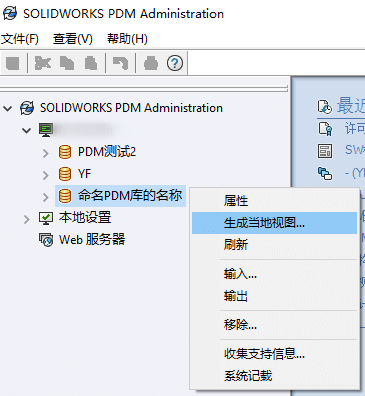 SOLIDWORKS PDM Administration
文件(F) 查看(V) 帮助(H)
SOLIDWORKS PDM Administration
PDM测试2
YF
命名PDM库的名称
本地设置
Web 服务器
属性
生成当地视图...
刷新
输入...
输出
移除...
收集支持信息...
系统记载
最近
许可
SW
- (Y